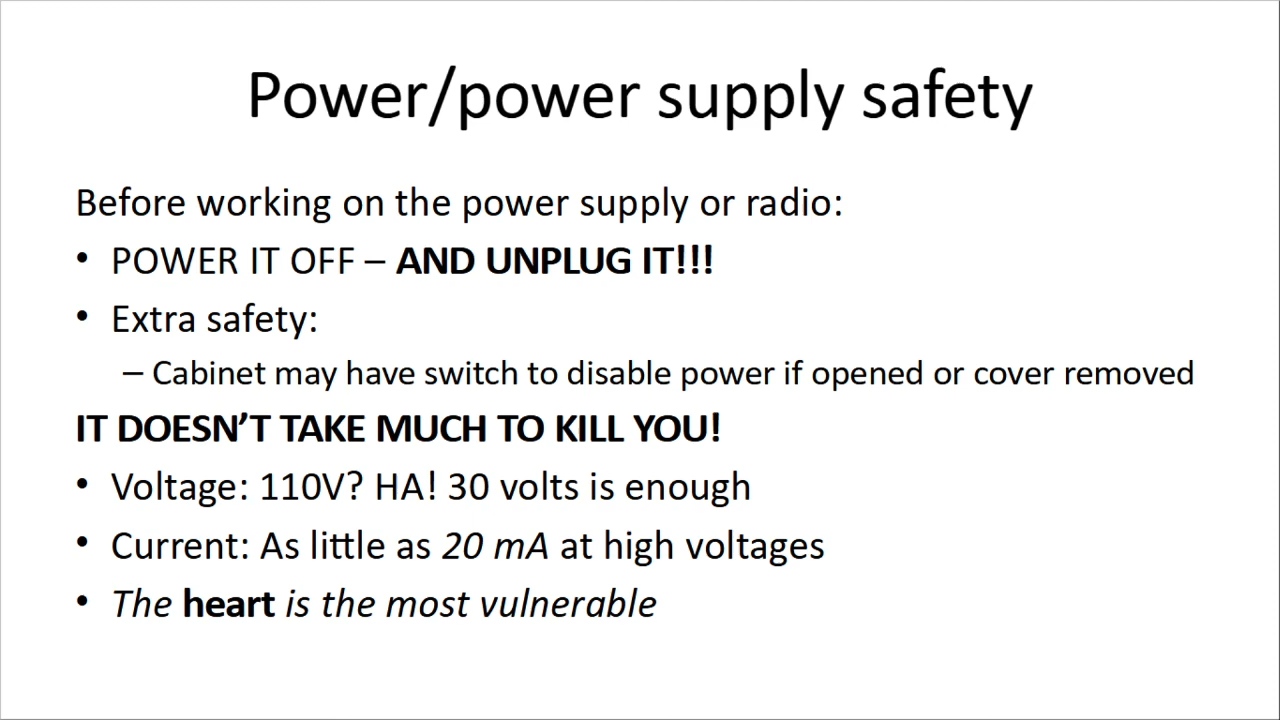 Power/power supply safety
Before working on the power supply or radio:
• POWER IT OFF – AND UNPLUG IT!!!
• Extra safety:
– Cabinet may have switch to disable power if opened or cover removed
IT DOESN’T TAKE MUCH TO KILL YOU!
• Voltage: 110V? HA! 30 volts is enough
• Current: As little as 20 mA at high voltages
• The heart is the most vulnerable